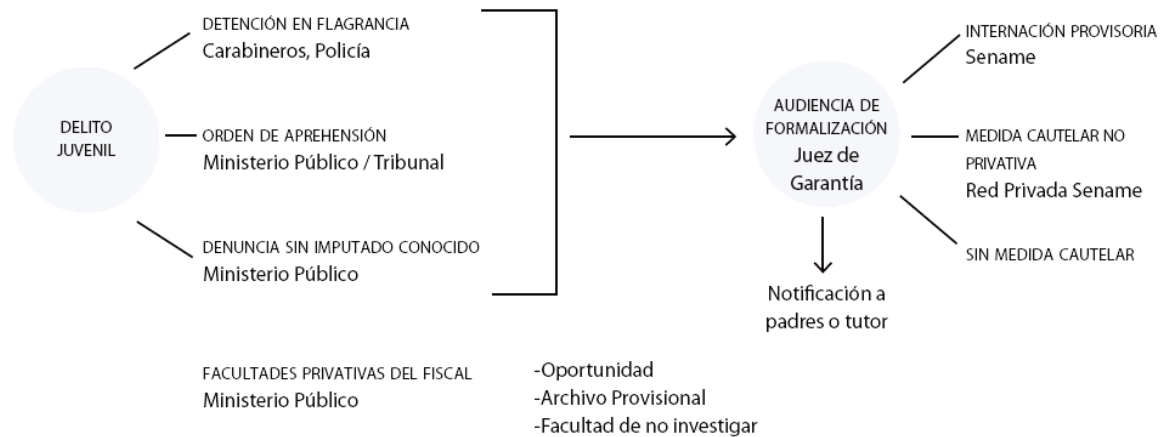 DELITO
JUVENIL
DETENCIÓN EN FLAGRANCIA
Carabineros, Policía
ORDEN DE APREHENSIÓN
Ministerio Público / Tribunal
DENUNCIA SIN IMPUTADO CONOCIDO
Ministerio Público
AUDIENCIA DE
FORMALIZACIÓN
Juez de
Garantía
Notificación a
padres o tutor
INTERNACIÓN PROVISORIA
Sename
MEDIDA CAUTELAR NO
PRIVATIVA
Red Privada Sename
SIN MEDIDA CAUTELAR
FACULTADES PRIVATIVAS DEL FISCAL
Ministerio Público
-Oportunidad
-Archivo Provisional
-Facultad de no investigar